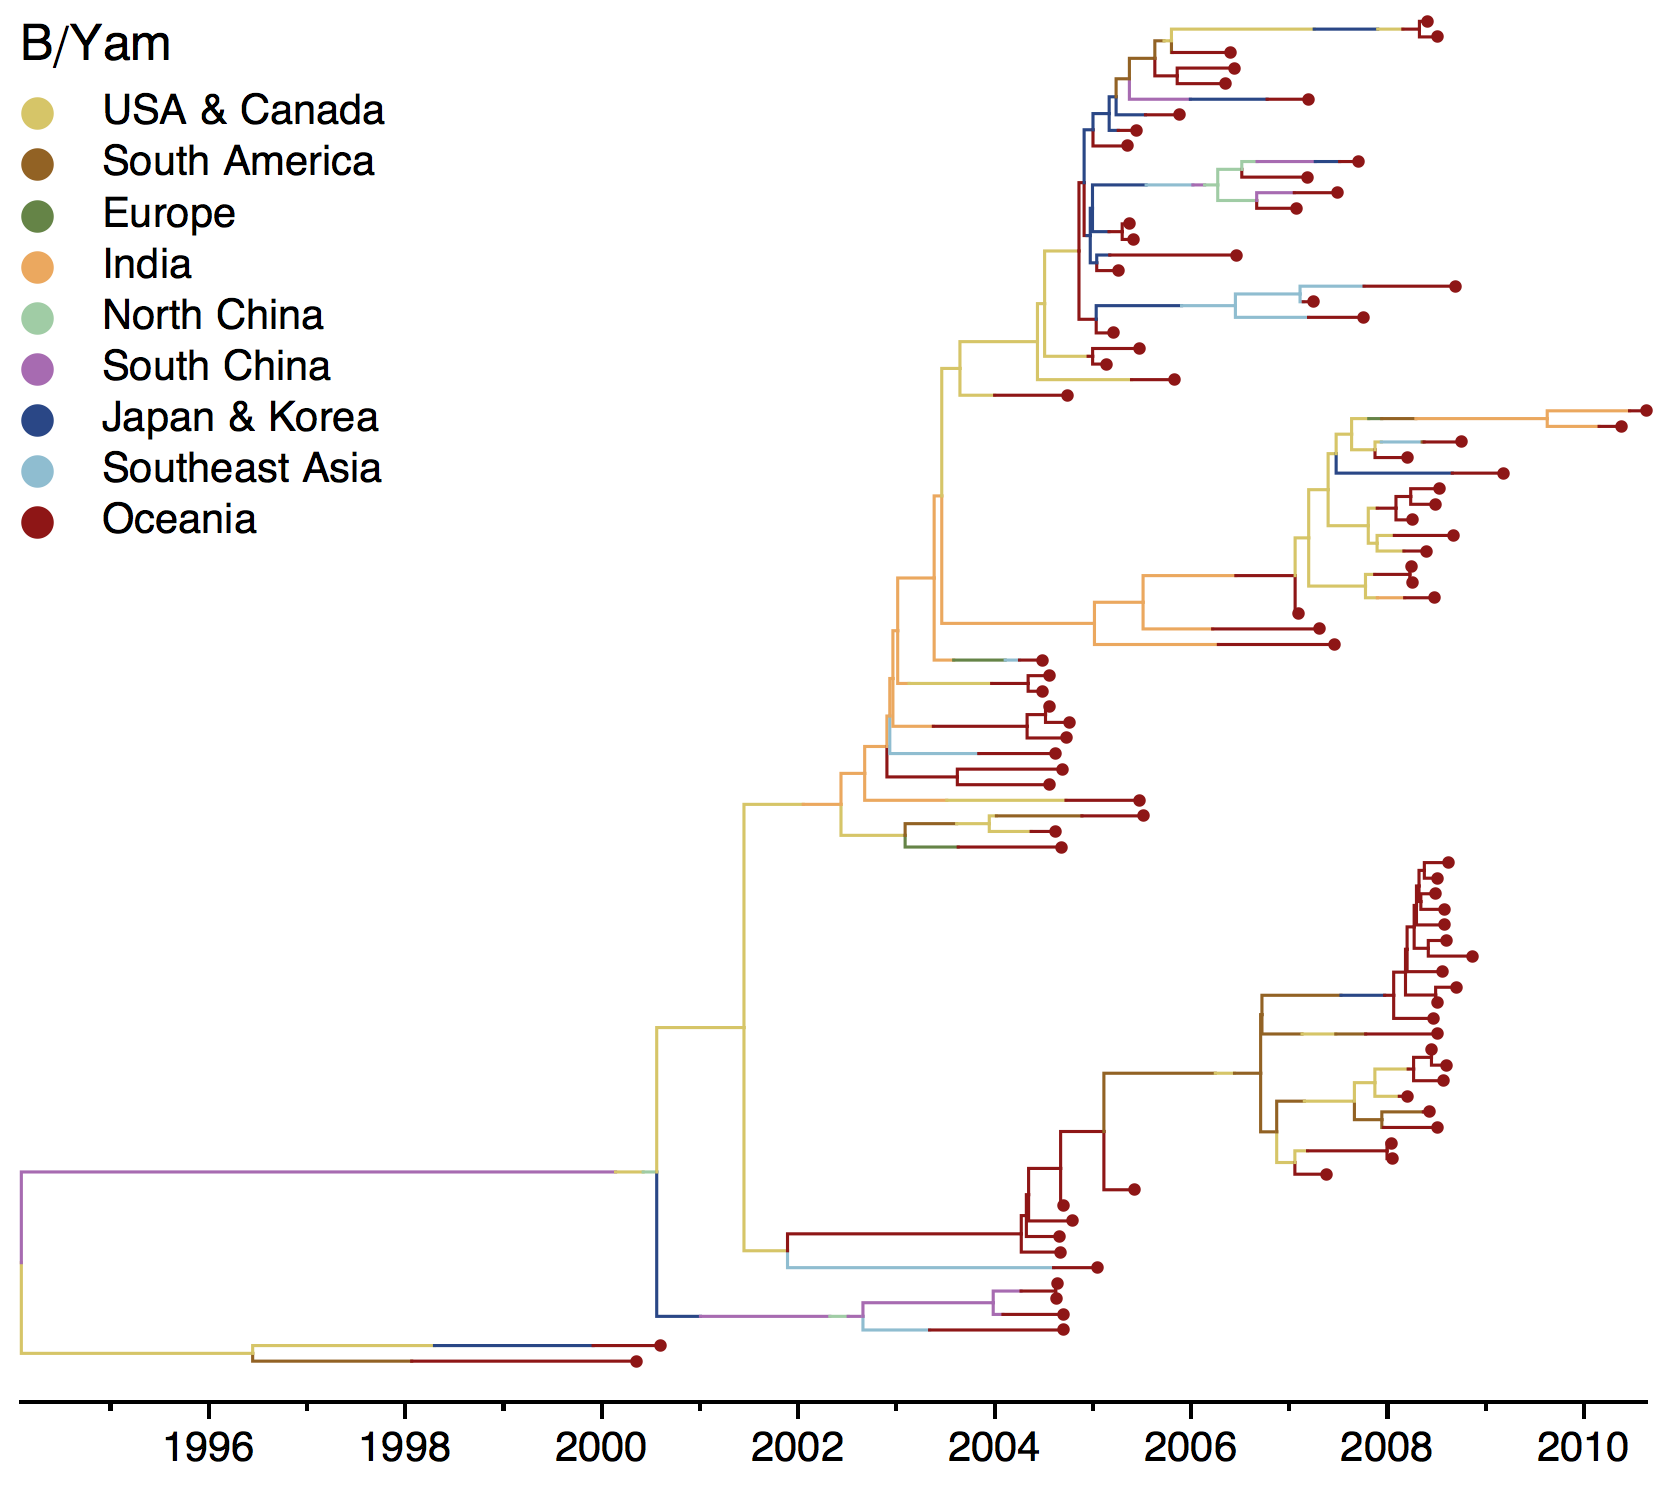 B/Yam
USA & Canada
South America
Europe
India
North China
South China
Japan & Korea
Southeast Asia
Oceania
1996 1998 2000 2002 2004 2006 2008 2010